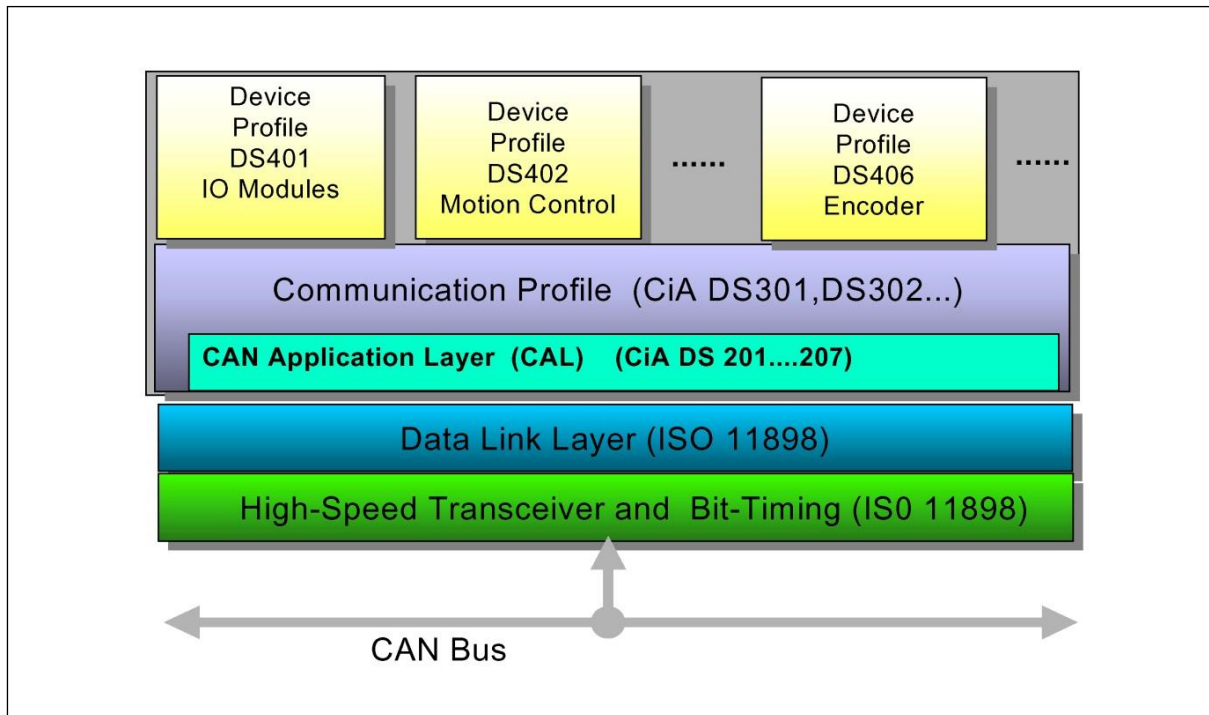 Device
Profile
DS401
IO Modules
Device
Profile
DS402
Motion Control
......
Device
Profile
DS406
Encoder
......
Communication Profile (CiA DS301,DS302...)
CAN Application Layer (CAL) (CiA DS 201....207)
Data Link Layer (ISO 11898)
High-Speed Transceiver and Bit-Timing (IS0 11898)
CAN Bus